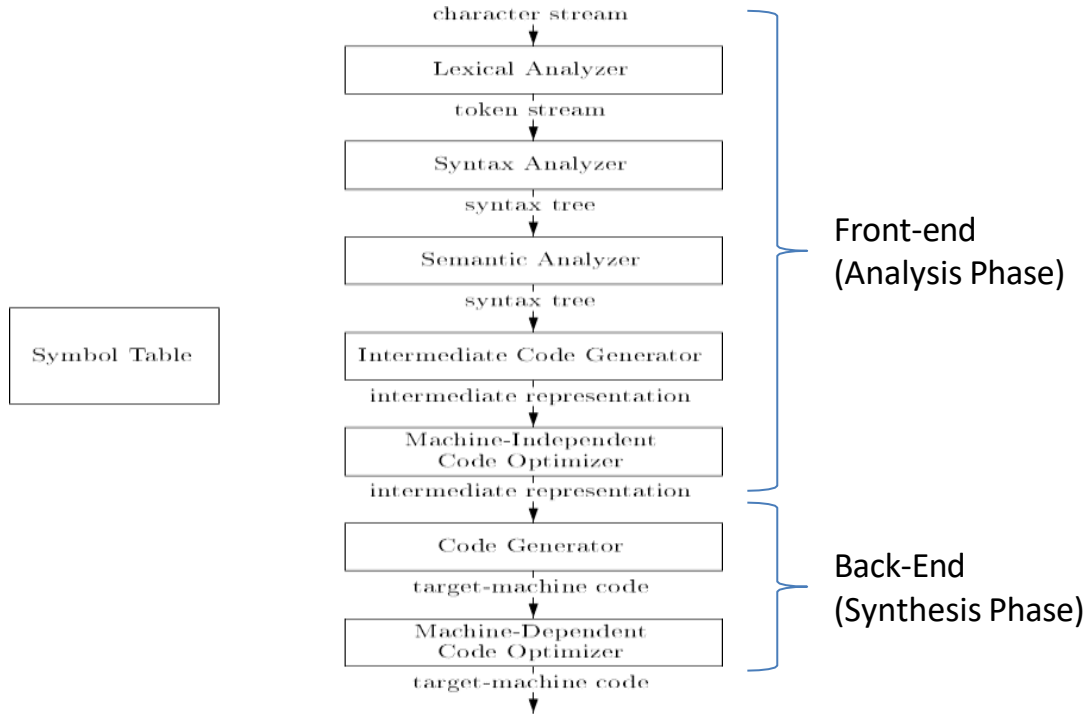 character stream
Lexical Analyzer
token stream
Syntax Analyzer
syntax tree
Semantic Analyzer
syntax tree
Intermediate Code Generator
intermediate representation
Machine-Independent
Code Optimizer
intermediate representation
Code Generator
target-machine code
Machine-Dependent
Code Optimizer
target-machine code
Symbol Table
Front-end
(Analysis Phase)
Back-End
(Synthesis Phase)